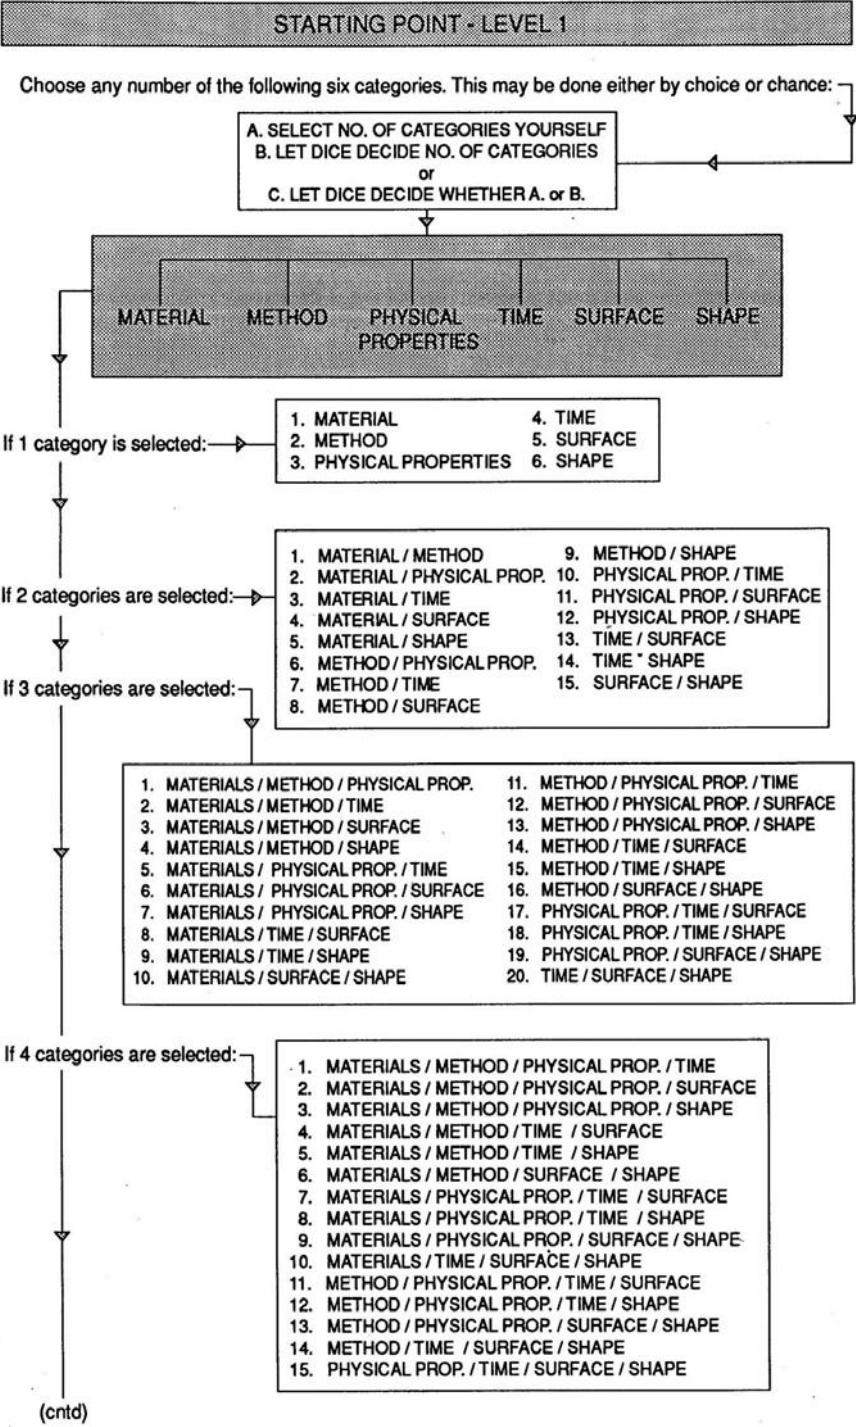 STARTING POINT - LEVEL 1
Choose any number of the following six categories. This may be done either by choice or chance:
A. SELECT NO. OF CATEGORIES YOURSELF
B. LET DICE DECIDE NO. OF CATEGORIES
or
C. LET DICE DECIDE WHETHER A. or B.
MATERIAL METHOD PHYSICAL TIME SURFACE SHAPE
PROPERTIES
If 1 category is selected:
1. MATERIAL
2. METHOD
3. PHYSICAL PROPERTIES
4. TIME
5. SURFACE
6. SHAPE
If 2 categories are selected:
1. MATERIAL / METHOD
2. MATERIAL / PHYSICAL PROP.
3. MATERIAL / TIME
4. MATERIAL / SURFACE
5. MATERIAL / SHAPE
6. METHOD / PHYSICAL PROP.
7. METHOD / TIME
8. METHOD / SURFACE
9. METHOD / SHAPE
10. PHYSICAL PROP. / TIME
11. PHYSICAL PROP. / SURFACE
12. PHYSICAL PROP. / SHAPE
13. TIME / SURFACE
14. TIME - SHAPE
15. SURFACE / SHAPE
If 3 categories are selected:
1. MATERIALS / METHOD / PHYSICAL PROP.
2. MATERIALS / METHOD / TIME
3. MATERIALS / METHOD / SURFACE
4. MATERIALS / METHOD / SHAPE
5. MATERIALS / PHYSICAL PROP. / TIME
6. MATERIALS / PHYSICAL PROP. / SURFACE
7. MATERIALS / PHYSICAL PROP. / SHAPE
8. MATERIALS / TIME / SURFACE
9. MATERIALS / TIME / SHAPE
10. MATERIALS / SURFACE / SHAPE
11. METHOD / PHYSICAL PROP. / TIME
12. METHOD / PHYSICAL PROP. / SURFACE
13. METHOD / PHYSICAL PROP. / SHAPE
14. METHOD / TIME / SURFACE
15. METHOD / TIME / SHAPE
16. METHOD / SURFACE / SHAPE
17. PHYSICAL PROP. / TIME / SURFACE
18. PHYSICAL PROP. / TIME / SHAPE
19. PHYSICAL PROP. / SURFACE / SHAPE
20. TIME / SURFACE / SHAPE
If 4 categories are selected:
1. MATERIALS / METHOD / PHYSICAL PROP. / TIME
2. MATERIALS / METHOD / PHYSICAL PROP. / SURFACE
3. MATERIALS / METHOD / PHYSICAL PROP. / SHAPE
4. MATERIALS / METHOD / TIME / SURFACE
5. MATERIALS / METHOD / TIME / SHAPE
6. MATERIALS / METHOD / SURFACE / SHAPE
7. MATERIALS / PHYSICAL PROP. / TIME / SURFACE
8. MATERIALS / PHYSICAL PROP. / TIME / SHAPE
9. MATERIALS / PHYSICAL PROP. / SURFACE / SHAPE
10. MATERIALS / TIME / SURFACE / SHAPE
11. METHOD / PHYSICAL PROP. / TIME / SURFACE
12. METHOD / PHYSICAL PROP. / TIME / SHAPE
13. METHOD / PHYSICAL PROP. / SURFACE / SHAPE
14. METHOD / TIME / SURFACE / SHAPE
15. PHYSICAL PROP. / TIME / SURFACE / SHAPE
(cntd)